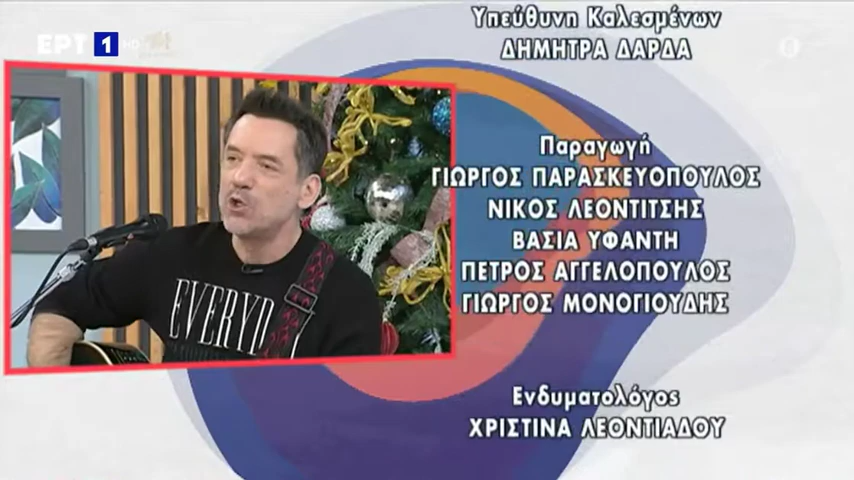 ΕΡΤ 1 HD
Υπεύθυνη Καλεσμένων
ΔΗΜΗΤΡΑ ΔΑΡΔΑ
Παραγωγή
ΓΙΩΡΓΟΣ ΠΑΡΑΣΚΕΥΟΠΟΥΛΟΣ
ΝΙΚΟΣ ΛΕΟΝΤΙΤΣΗΣ
ΒΑΣΙΑ ΥΦΑΝΤΗ
ΠΕΤΡΟΣ ΑΓΓΕΛΟΠΟΥΛΟΣ
ΓΙΩΡΓΟΣ ΜΟΝΟΓΙΟΥΔΗΣ
EVERYD
Ενδυματολόγος
ΧΡΙΣΤΙΝΑ ΛΕΟΝΤΙΑΔΟΥ